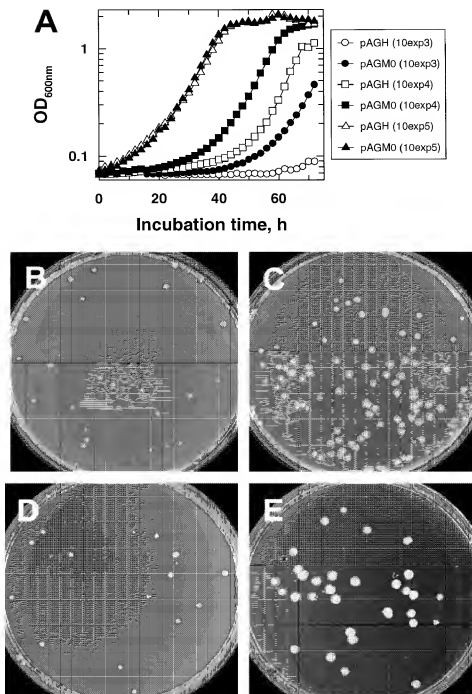 A
OD600nm
1
0.1
0 20 40 60
Incubation time, h
pAGH (10exp3)
pAGM0 (10exp3)
pAGH (10exp4)
pAGM0 (10exp4)
pAGH (10exp5)
pAGM0 (10exp5)
B
C
D
E